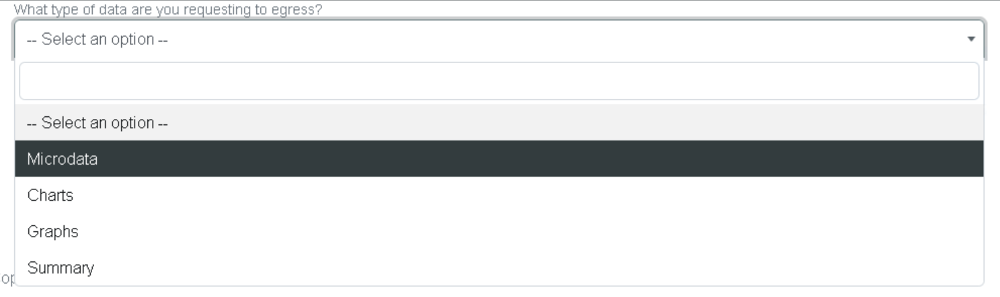 What type of data are you requesting to egress?
-- Select an option --
-- Select an option --
Microdata
Charts
Graphs
Summary